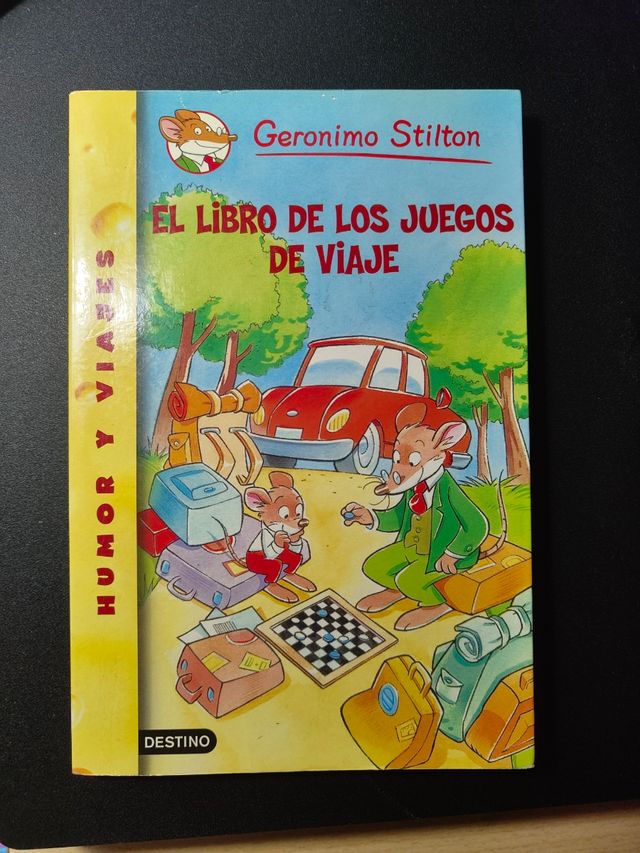 Geronimo Stilton
EL LIBRO DE LOS JUEGOS
DE VIAJE
HUMOR Y VIAJES
DESTINO